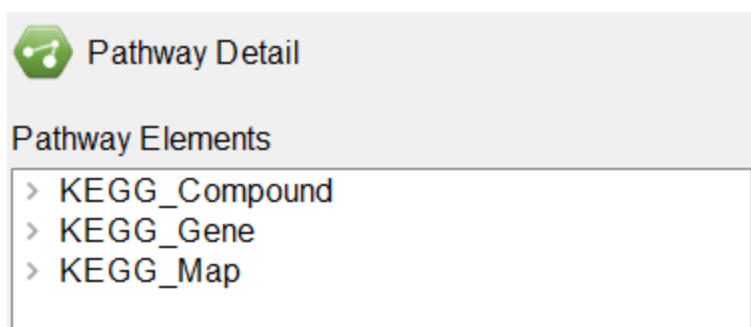 Pathway Detail
Pathway Elements
KEGG_Compound
KEGG_Gene
KEGG_Map